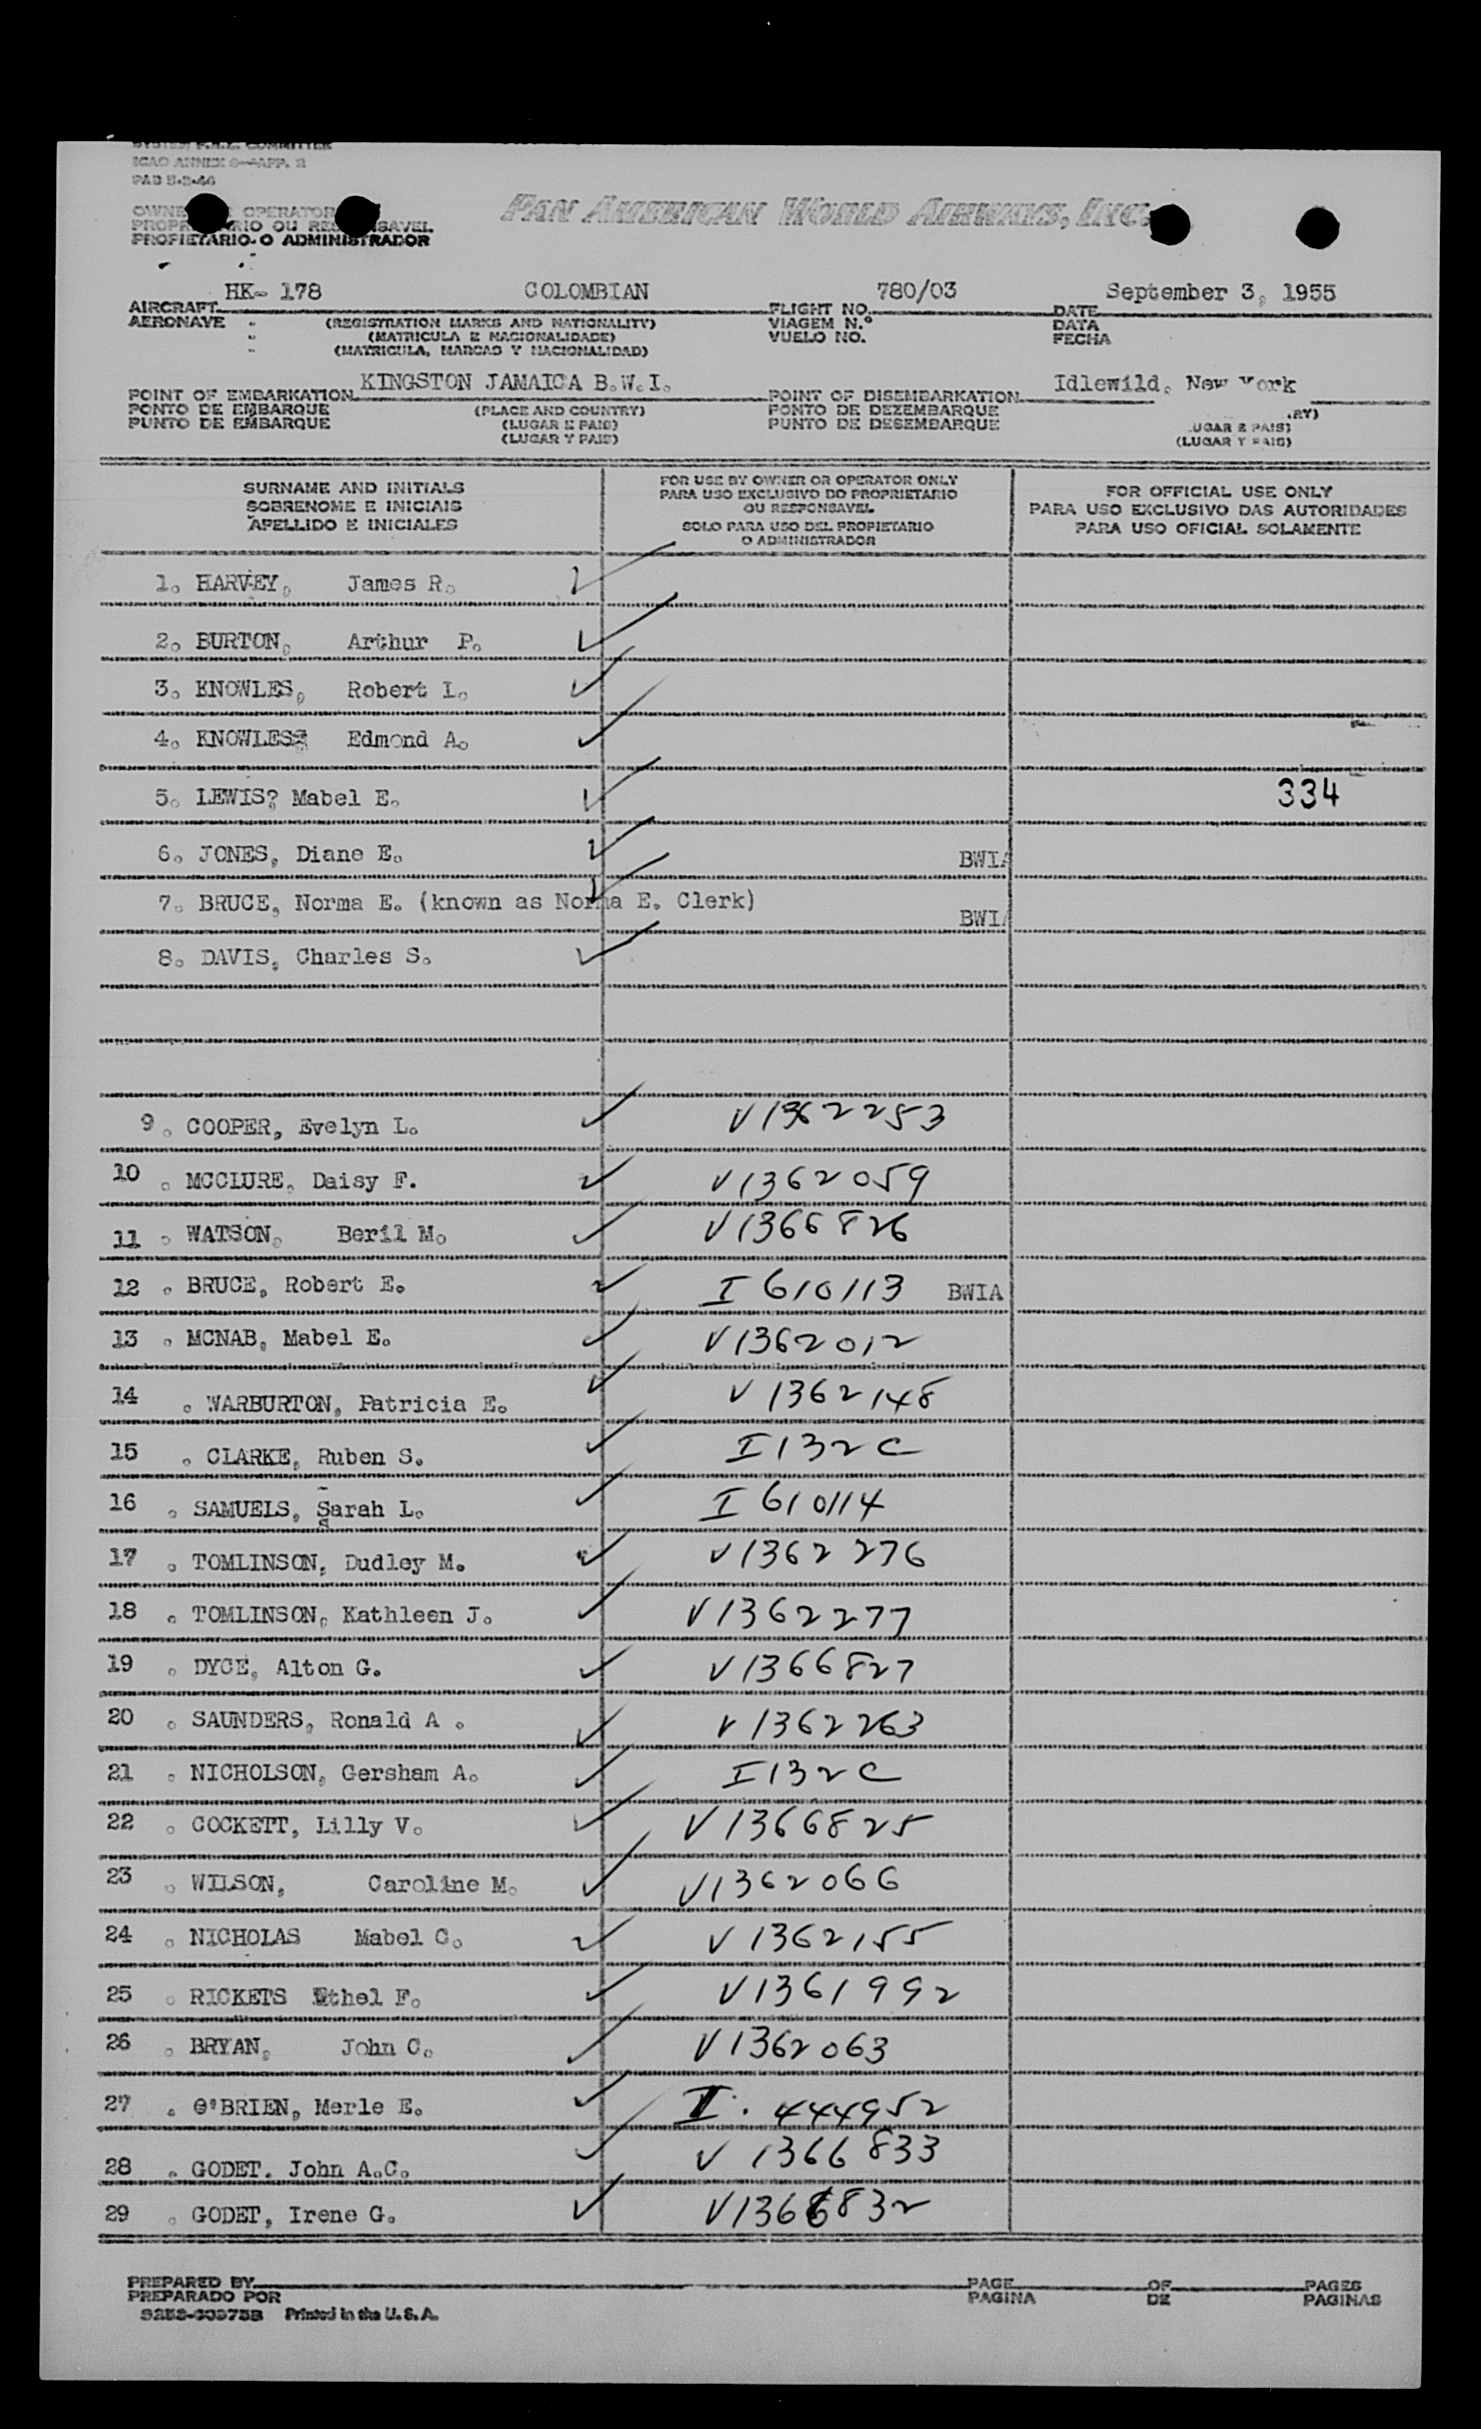 SYSTEM F.H.L. COMMITTEE
ICAO ANNEX 9—APP. 2
PAB 5-2-46
OWNER OR OPERATOR
PROPRIETARIO OU RESPONSAVEL
PROPIETARIO O ADMINISTRADOR
PAN AMERICAN WORLD AIRWAYS, INC.
HK- 178 COLOMBIAN 780/03 September 3, 1955
AIRCRAFT FLIGHT NO. DATE
AERONAVE (REGISTRATION MARKS AND NATIONALITY) VIAGEM N.º DATA
(MATRICULA E NACIONALIDADE) VUELO NO. FECHA
(MATRICULA, MARCAS Y NACIONALIDAD)
KINGSTON JAMAICA B.W.I. Idlewild, New York
POINT OF EMBARKATION POINT OF DISEMBARKATION
PONTO DE EMBARQUE (PLACE AND COUNTRY) PONTO DE DEZEMBARQUE RY)
PUNTO DE EMBARQUE (LUGAR E PAIS) PUNTO DE DESEMBARQUE UGAR E PAIS)
(LUGAR Y PAIS) (LUGAR Y PAIS)
SURNAME AND INITIALS
SOBRENOME E INICIAIS
APELLIDO E INICIALES
FOR USE BY OWNER OR OPERATOR ONLY
PARA USO EXCLUSIVO DO PROPRIETARIO
OU RESPONSAVEL
SOLO PARA USO DEL PROPIETARIO
O ADMINISTRADOR
FOR OFFICIAL USE ONLY
PARA USO EXCLUSIVO DAS AUTORIDADES
PARA USO OFICIAL SOLAMENTE
1. HARVEY, James R.
2. BURTON, Arthur P.
3. KNOWLES, Robert I.
4. KNOWLES Edmond A.
5. LEWIS? Mabel E. 334
6. JONES, Diane E. BWIA
7. BRUCE, Norma E. (known as Norma E. Clerk) BWIA
8. DAVIS, Charles S.
9 . COOPER, Evelyn L. V1362253
10 . MCCLURE, Daisy F. V1362059
11 . WATSON, Beril M. V1366826
12 . BRUCE, Robert E. I 610113 BWIA
13 . MCNAB, Mabel E. V1362012
14 . WARBURTON, Patricia E. V 1362148
15 . CLARKE, Ruben S. I132C
16 . SAMUELS, Sarah L. I 610114
17 . TOMLINSON, Dudley M. V1362276
18 . TOMLINSON, Kathleen J. V1362277
19 . DYCE, Alton G. V1366827
20 . SAUNDERS, Ronald A . V 1362263
21 . NICHOLSON, Gersham A. I132C
22 . COCKETT, Lilly V. V1366825
23 . WILSON, Caroline M. V1362066
24 . NICHOLAS Mabel C. V 1362155
25 . RICKETS Ethel F. V1361992
26 . BRYAN, John C. V1362063
27 . O'BRIEN, Merle E. I. 444952
28 . GODET. John A.C. V 1366833
29 . GODET, Irene G. V1366832
PREPARED BY PAGE OF PAGES
PREPARADO POR PAGINA DE PAGINAS
Printed in the U.S.A.